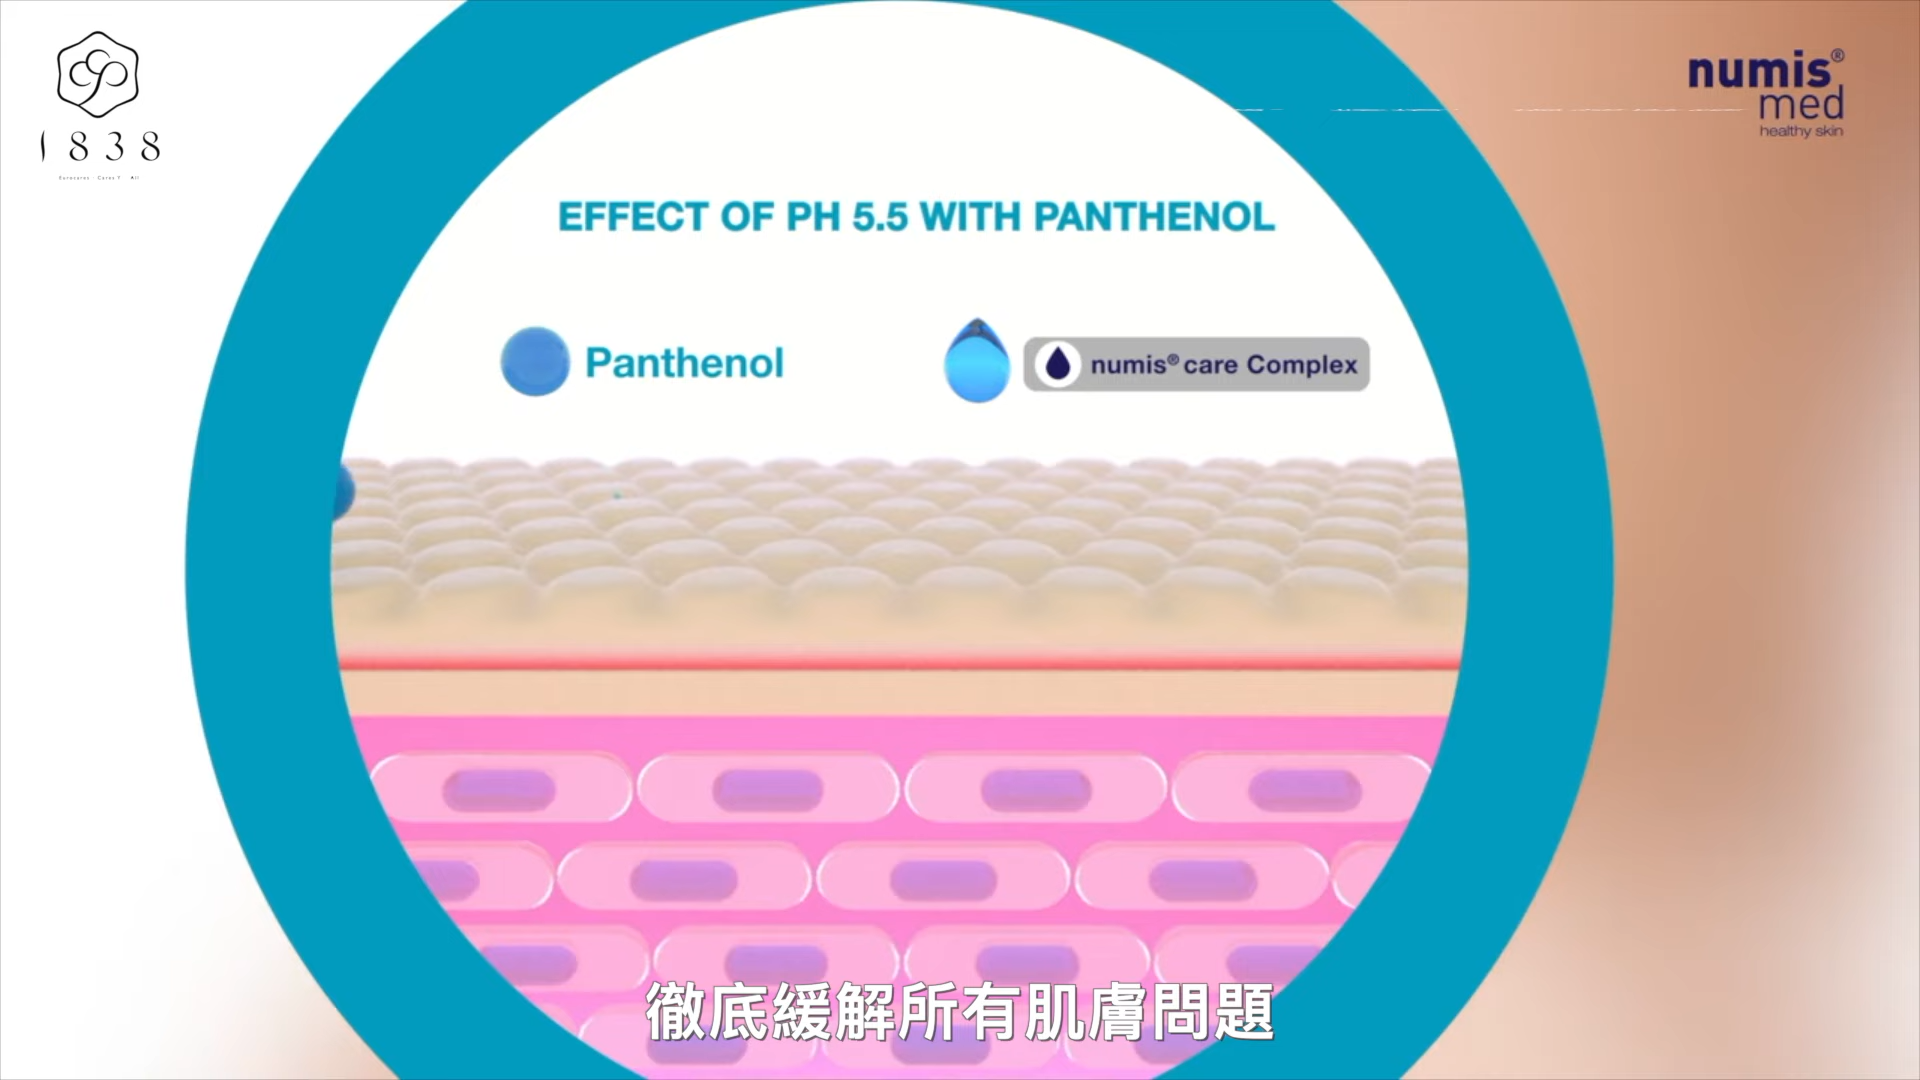 1838
numis®
med
healthy skin
EFFECT OF PH 5.5 WITH PANTHENOL
Panthenol
numis® care Complex
徹底緩解所有肌膚問題